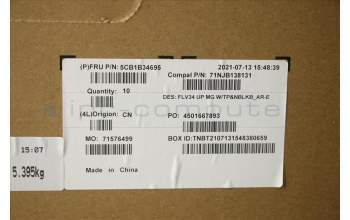 (P)FRU P/N: 5CB1B34695
2021-07-13 15:48:39
Compal P/N: 71NJB138131
Quantity: 10
DES: FLV34 UP MG W/TP&NBLKB_AR-E
(4L)Origion: CN
PO: 4501667893
MO: 71576499
BOX ID:TNBT2107131548380659
Made in China
15:07
5.395kg